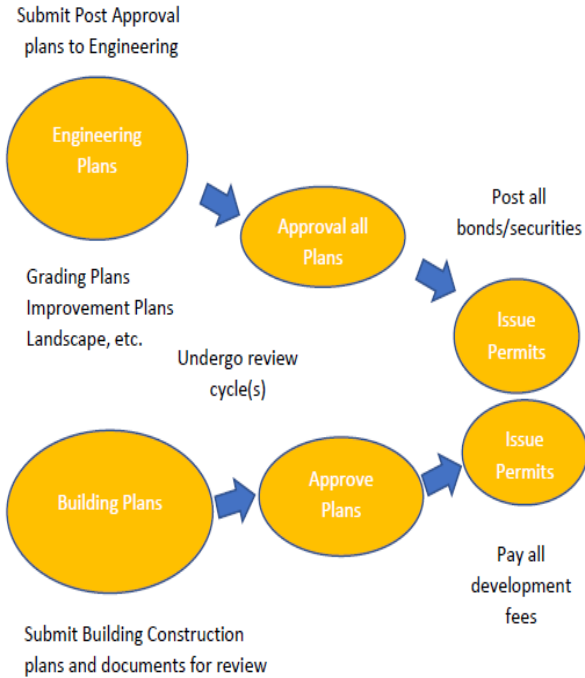 Submit Post Approval
plans to Engineering
Engineering
Plans
Approval all
Plans
Post all
bonds/securities
Grading Plans
Improvement Plans
Landscape, etc.
Issue
Permits
Undergo review
cycle(s)
Issue
Permits
Building Plans
Approve
Plans
Pay all
development
fees
Submit Building Construction
plans and documents for review